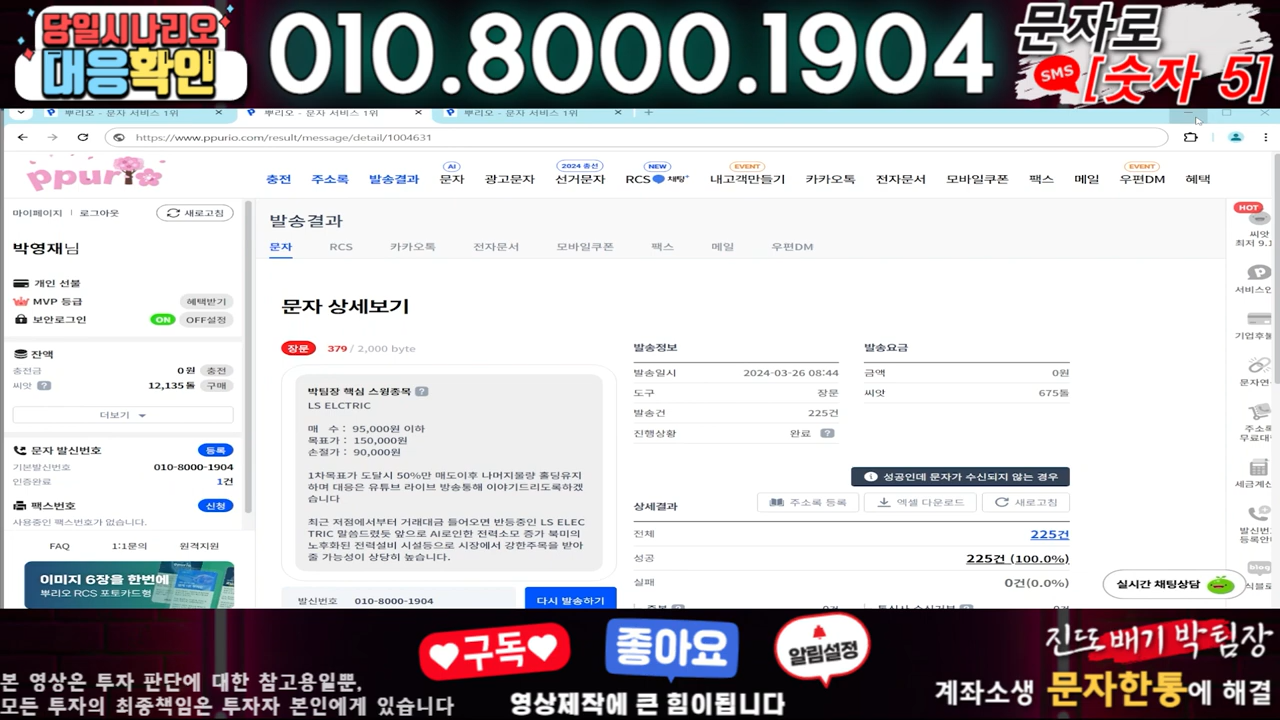 당일시나리오
대응확인
010.8000.1904
문자로
SMS [숫자 5]
뿌리오 - 문자 서비스 1위
뿌리오 - 문자 서비스 1위
뿌리오 - 문자 서비스 1위
https://www.ppurio.com/result/message/detail/1004631
ppurio
충전
주소록
발송결과
AI
문자
광고문자
2024 총선
선거문자
NEW
RCS 채팅+
EVENT
내고객만들기
카카오톡
전자문서
모바일쿠폰
팩스
메일
EVENT
우편DM
혜택
마이페이지 | 로그아웃
새로고침
박영재님
개인 선불
MVP 등급
혜택받기
보안로그인
ON
OFF설정
잔액
충전금
0원
충전
씨앗 ?
12,135톨
구매
더보기
문자 발신번호
등록
기본발신번호
010-8000-1904
인증완료
1건
팩스번호
신청
사용중인 팩스번호가 없습니다.
FAQ
1:1문의
원격지원
이미지 6장을 한번에
뿌리오 RCS 포토카드형
발송결과
문자
RCS
카카오톡
전자문서
모바일쿠폰
팩스
메일
우편DM
문자 상세보기
장문
379 / 2,000 byte
박팀장 핵심 스윙종목 ?
LS ELCTRIC
매 수 : 95,000원 이하
목표가 : 150,000원
손절가 : 90,000원
1차목표가 도달시 50%만 매도이후 나머지물량 홀딩유지
하며 대응은 유튜브 라이브 방송통해 이야기드리도록하겠
습니다
최근 저점에서부터 거래대금 들어오면 반등중인 LS ELEC
TRIC 말씀드렸듯 앞으로 AI로인한 전력소모 증가 북미의
노후화된 전력설비 시설등으로 시장에서 강한주목을 받아
줄 가능성이 상당히 높습니다.
발신번호
010-8000-1904
다시 발송하기
발송정보
발송일시
2024-03-26 08:44
도구
장문
발송건
225건
진행상황
완료 ?
발송요금
금액
0원
씨앗
675톨
성공인데 문자가 수신되지 않는 경우
상세결과
주소록 등록
엑셀 다운로드
새로고침
전체
225건
성공
225건 (100.0%)
실패
0건(0.0%)
HOT
씨앗
최저 9.1
서비스인
기업후불
문자연
주소록
무료대
세금계산
발신번호
등록안
blog
실시간 채팅상담
구독
좋아요
알림설정
영상제작에 큰 힘이됩니다
본 영상은 투자 판단에 대한 참고용일뿐,
모든 투자의 최종책임은 투자자 본인에게 있습니다
진또배기 박팀장
계좌소생 문자한통에 해결